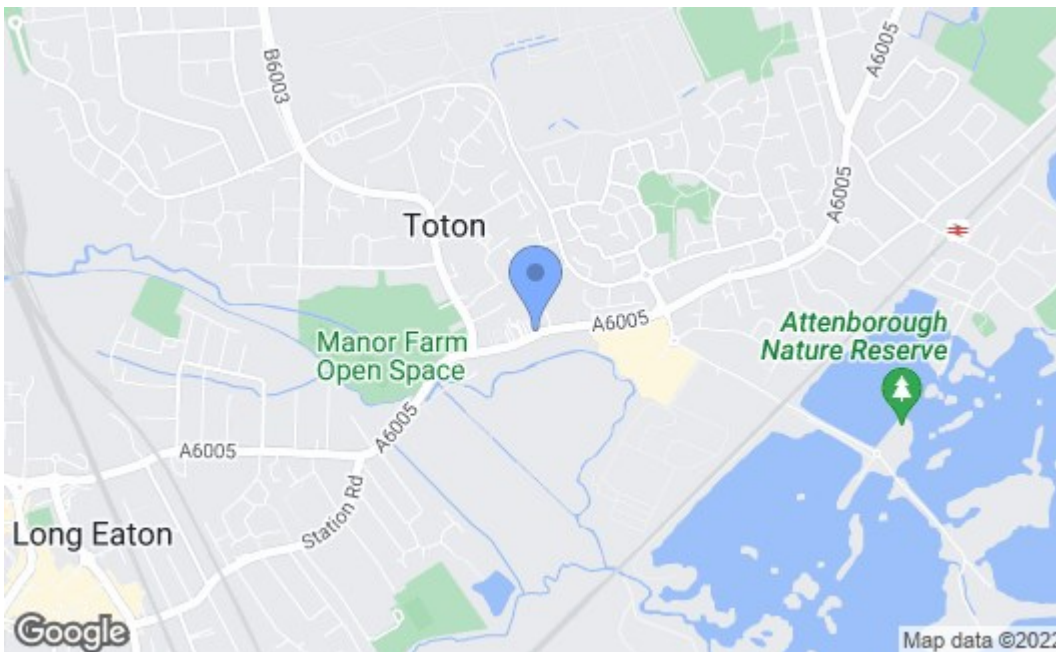 A6005
B6003
A6005
Toton
A6005
Manor Farm
Open Space
Attenborough
Nature Reserve
A6005
A6005
Station Rd
Long Eaton
Google
Map data ©2022